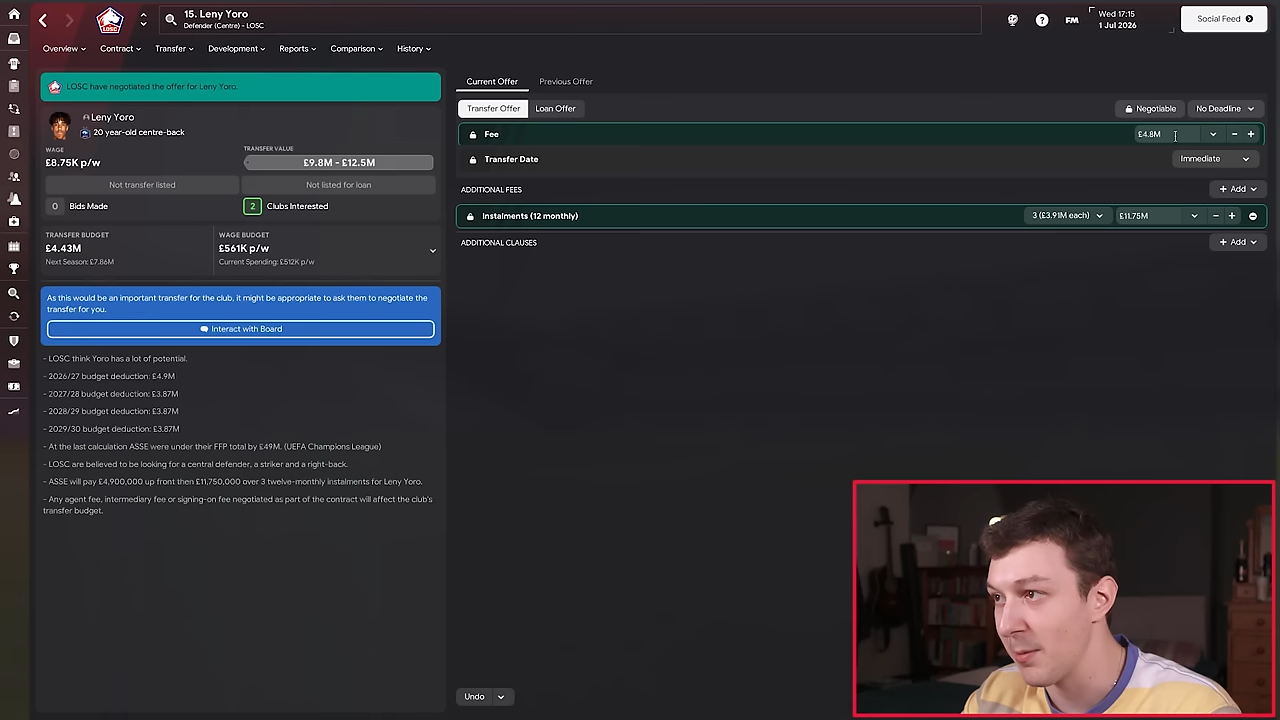 15. Leny Yoro
Defender (Centre) - LOSC
Wed 17:15
1 Jul 2026
FM
Social Feed
LOSC
Overview
Contract
Transfer
Development
Reports
Comparison
History
LOSC have negotiated the offer for Leny Yoro.
Leny Yoro
20 year-old centre-back
WAGE
£8.75K p/w
TRANSFER VALUE
£9.8M - £12.5M
Not transfer listed
Not listed for loan
0 Bids Made
2 Clubs Interested
TRANSFER BUDGET
£4.43M
Next Season: £7.86M
WAGE BUDGET
£561K p/w
Current Spending: £512K p/w
As this would be an important transfer for the club, it might be appropriate to ask them to negotiate the
transfer for you.
Interact with Board
- LOSC think Yoro has a lot of potential.
- 2026/27 budget deduction: £4.9M
- 2027/28 budget deduction: £3.87M
- 2028/29 budget deduction: £3.87M
- 2029/30 budget deduction: £3.87M
- At the last calculation ASSE were under their FFP total by £49M. (UEFA Champions League)
- LOSC are believed to be looking for a central defender, a striker and a right-back.
- ASSE will pay £4,900,000 up front then £11,750,000 over 3 twelve-monthly instalments for Leny Yoro.
- Any agent fee, intermediary fee or signing-on fee negotiated as part of the contract will affect the club's
transfer budget.
Current Offer
Previous Offer
Transfer Offer
Loan Offer
Negotiable
No Deadline
Fee
£4.8M
Transfer Date
Immediate
ADDITIONAL FEES
+ Add
Instalments (12 monthly)
3 (£3.91M each)
£11.75M
ADDITIONAL CLAUSES
+ Add
Undo